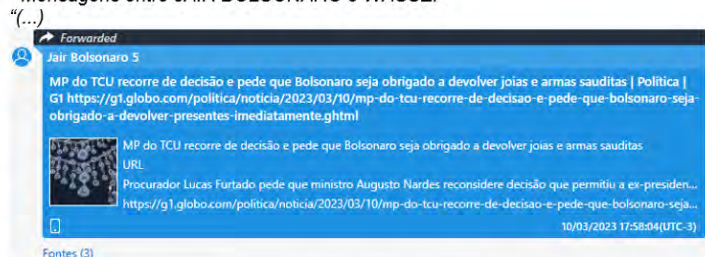 Mensagens entre JAIR BOLSONARO e WASSEF
"(...)
Forwarded
Jair Bolsonaro 5
MP do TCU recorre de decisão e pede que Bolsonaro seja obrigado a devolver joias e armas sauditas | Política |
G1 https://g1.globo.com/politica/noticia/2023/03/10/mp-do-tcu-recorre-de-decisao-e-pede-que-bolsonaro-seja-
obrigado-a-devolver-presentes-imediatamente.ghtml
MP do TCU recorre de decisão e pede que Bolsonaro seja obrigado a devolver joias e armas sauditas
URL
Procurador Lucas Furtado pede que ministro Augusto Nardes reconsidere decisão que permitiu a ex-presiden...
https://g1.globo.com/politica/noticia/2023/03/10/mp-do-tcu-recorre-de-decisao-e-pede-que-bolsonaro-seja...
10/03/2023 17:58:04(UTC-3)
Fontes (3)